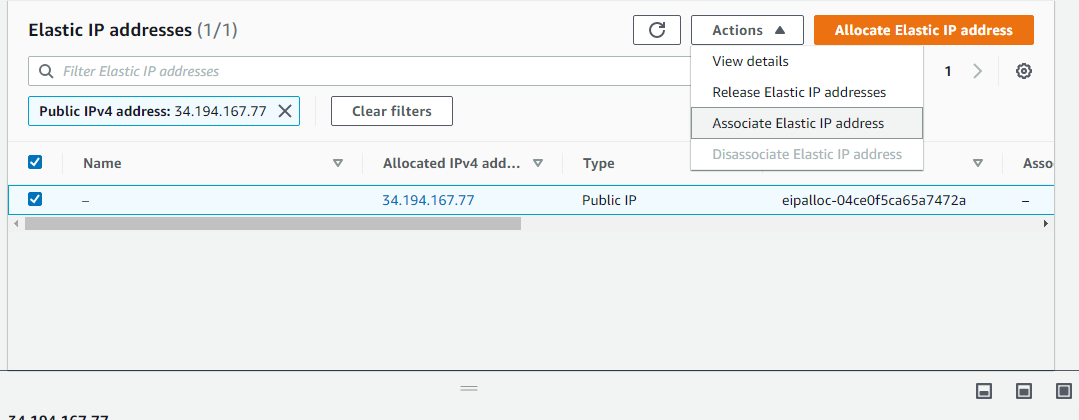 Elastic IP addresses (1/1)
Actions
Allocate Elastic IP address
Filter Elastic IP addresses
1
View details
Release Elastic IP addresses
Associate Elastic IP address
Disassociate Elastic IP address
Public IPv4 address: 34.194.167.77
Clear filters
Name
Allocated IPv4 add...
Type
Asso
–
34.194.167.77
Public IP
eipalloc-04ce0f5ca65a7472a
–
34.194.167.77